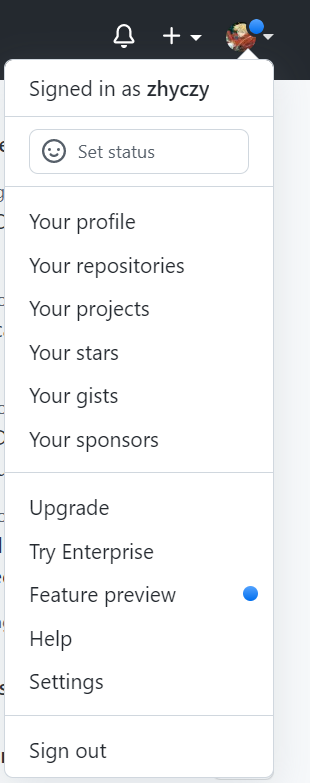 Signed in as zhyczy
Set status
Your profile
Your repositories
Your projects
Your stars
Your gists
Your sponsors
Upgrade
Try Enterprise
Feature preview
Help
Settings
Sign out